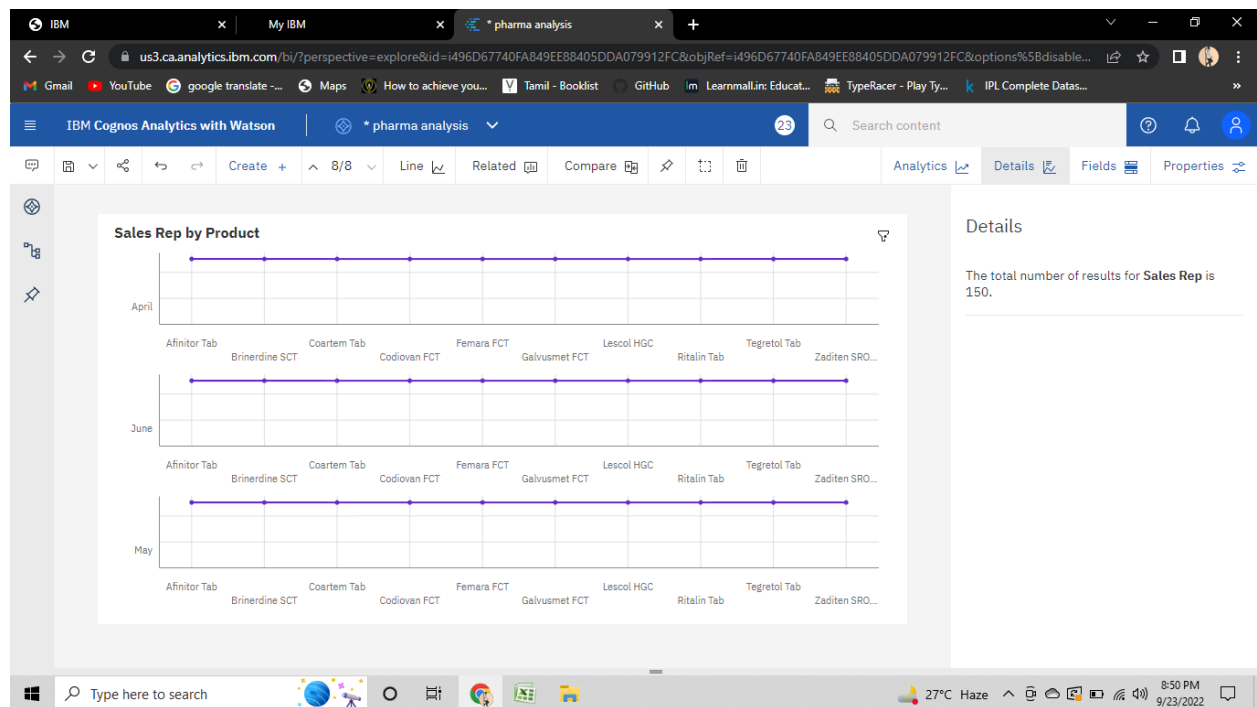 IBM
My IBM
* pharma analysis
us3.ca.analytics.ibm.com/bi/?perspective=explore&id=i496D67740FA849EE88405DDA079912FC&objRef=i496D67740FA849EE88405DDA079912FC&options%5Bdisable...
Gmail YouTube google translate -... Maps How to achieve you... Tamil - Booklist GitHub Learnmall.in: Educat... TypeRacer - Play Ty... IPL Complete Datas... »
IBM Cognos Analytics with Watson * pharma analysis 23 Search content
Create + 8/8 Line Related Compare Analytics Details Fields Properties
Sales Rep by Product
April
Afinitor Tab Coartem Tab Femara FCT Lescol HGC Tegretol Tab
Brinerdine SCT Codiovan FCT Galvusmet FCT Ritalin Tab Zaditen SRO...
June
Afinitor Tab Coartem Tab Femara FCT Lescol HGC Tegretol Tab
Brinerdine SCT Codiovan FCT Galvusmet FCT Ritalin Tab Zaditen SRO...
May
Afinitor Tab Coartem Tab Femara FCT Lescol HGC Tegretol Tab
Brinerdine SCT Codiovan FCT Galvusmet FCT Ritalin Tab Zaditen SRO...
Details
The total number of results for Sales Rep is
150.
Type here to search
27°C Haze
8:50 PM
9/23/2022